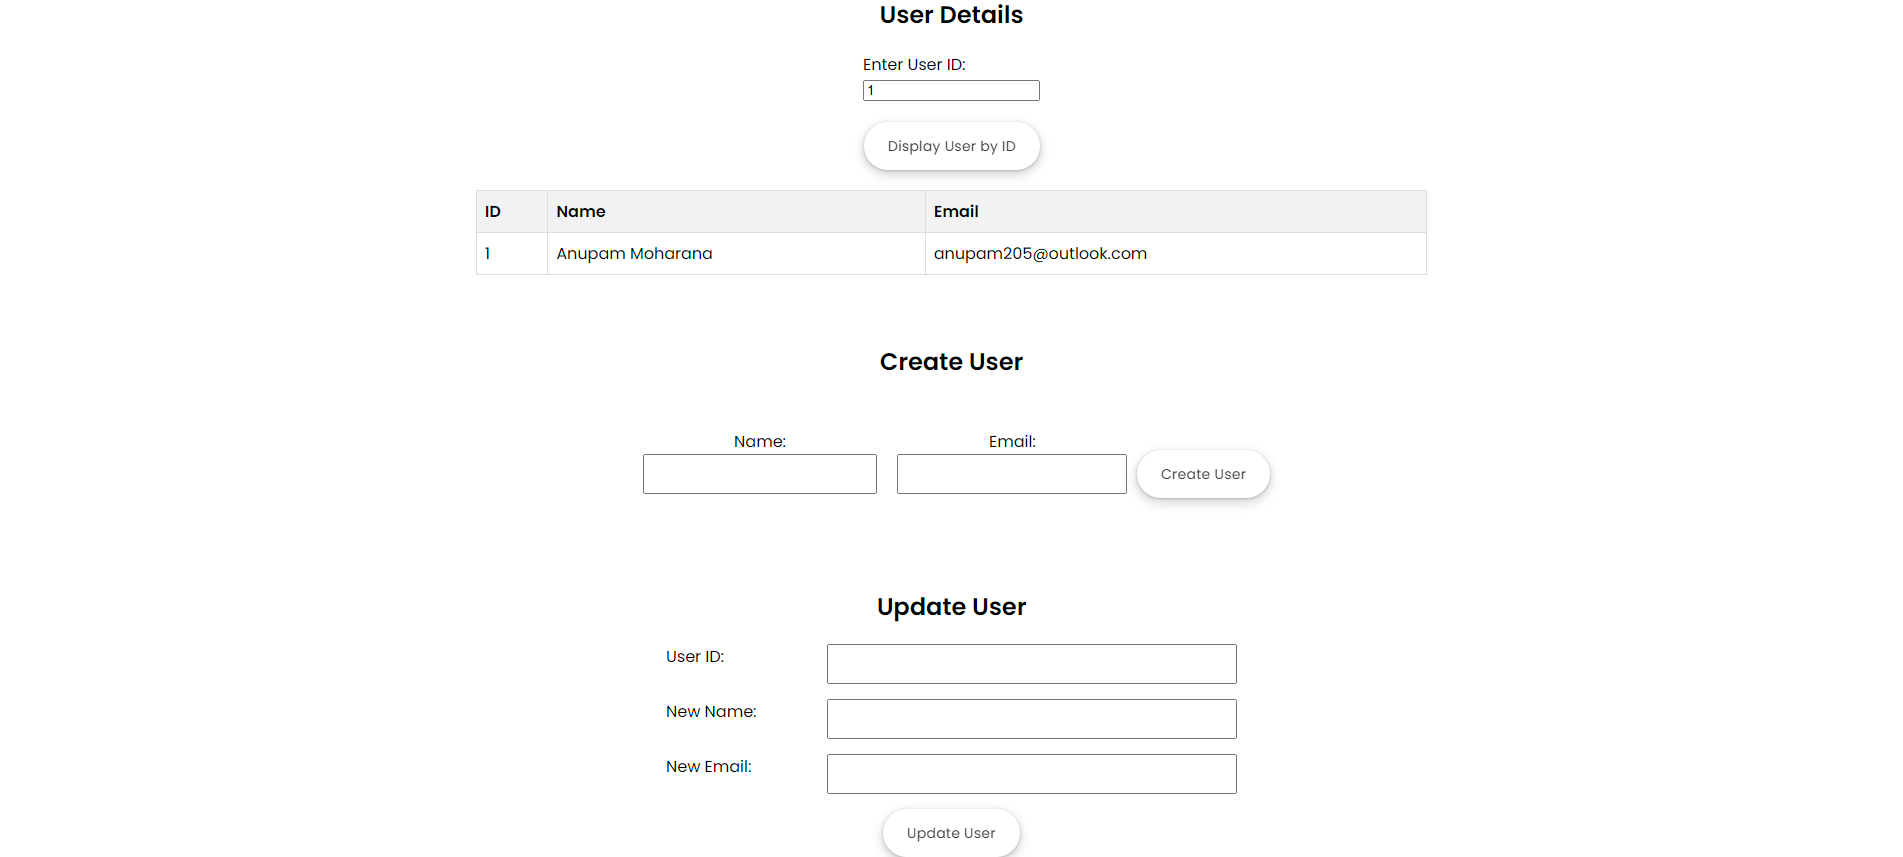 User Details
Enter User ID:
1
Display User by ID
ID Name Email
1 Anupam Moharana anupam205@outlook.com
Create User
Name: Email:
Create User
Update User
User ID:
New Name:
New Email:
Update User